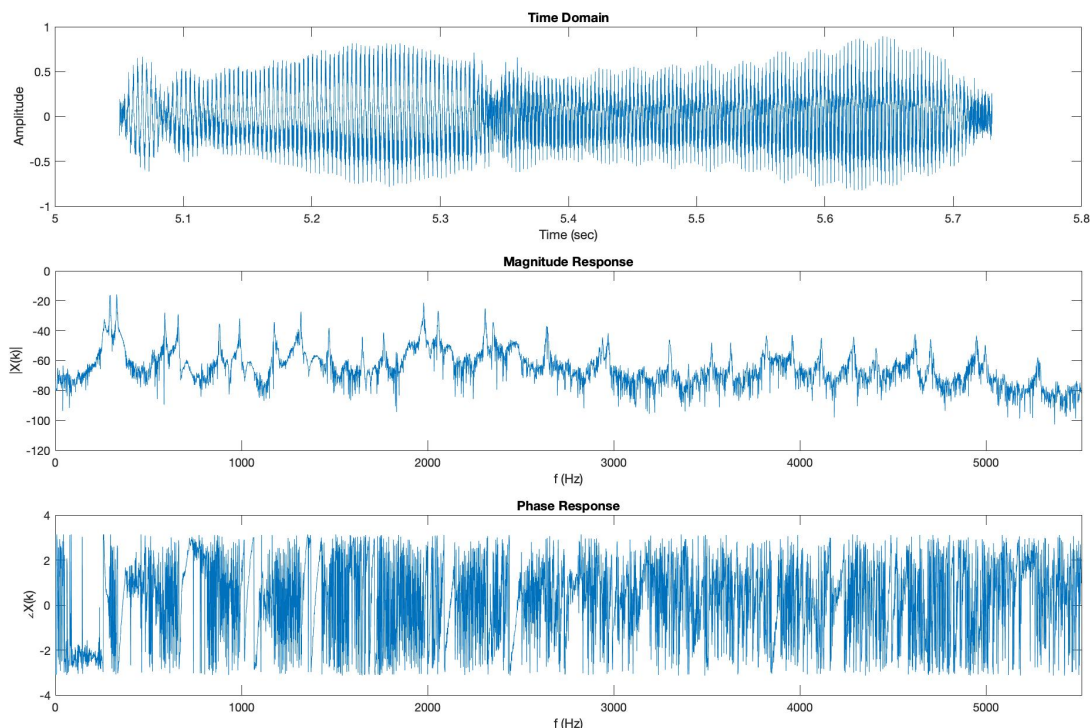 Time Domain
1
0.5
0
-0.5
-1
Amplitude
5 5.1 5.2 5.3 5.4 5.5 5.6 5.7 5.8
Time (sec)
Magnitude Response
0
-20
-40
-60
-80
-100
-120
|X(k)|
0 1000 2000 3000 4000 5000
f (Hz)
Phase Response
4
2
0
-2
-4
∠X(k)
0 1000 2000 3000 4000 5000
f (Hz)